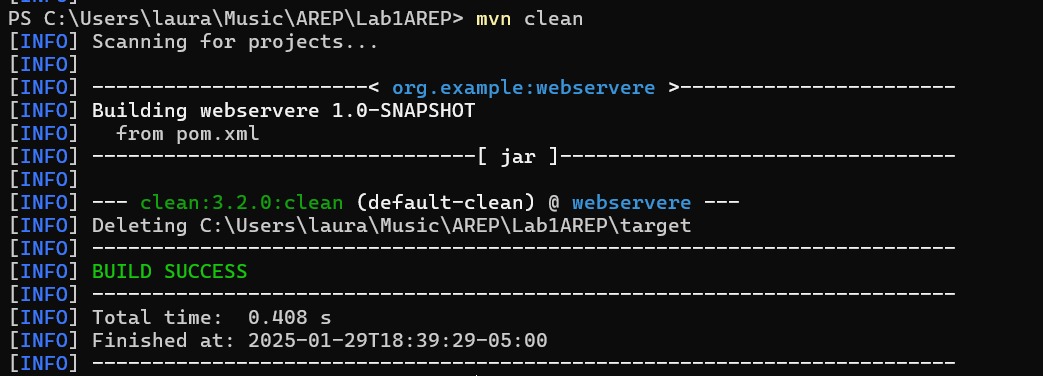 PS C:\Users\laura\Music\AREP\Lab1AREP> mvn clean
[INFO] Scanning for projects...
[INFO]
[INFO] -----------------------< org.example:webservere >-----------------------
[INFO] Building webservere 1.0-SNAPSHOT
[INFO]   from pom.xml
[INFO] --------------------------------[ jar ]---------------------------------
[INFO]
[INFO] --- clean:3.2.0:clean (default-clean) @ webservere ---
[INFO] Deleting C:\Users\laura\Music\AREP\Lab1AREP\target
[INFO] ------------------------------------------------------------------------
[INFO] BUILD SUCCESS
[INFO] ------------------------------------------------------------------------
[INFO] Total time:  0.408 s
[INFO] Finished at: 2025-01-29T18:39:29-05:00
[INFO] ------------------------------------------------------------------------